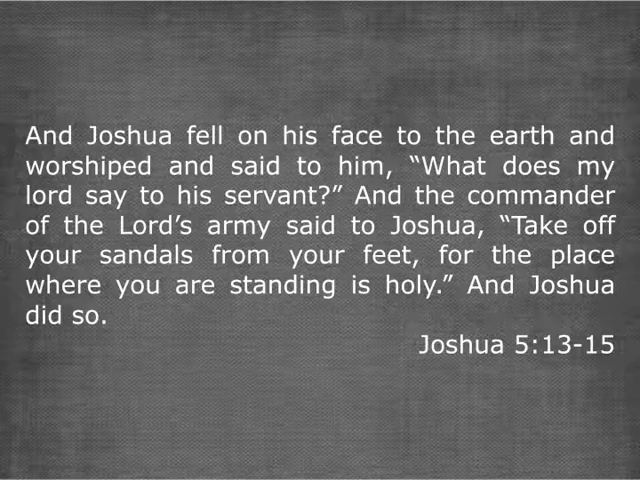 And Joshua fell on his face to the earth and
worshiped and said to him, “What does my
lord say to his servant?” And the commander
of the Lord’s army said to Joshua, “Take off
your sandals from your feet, for the place
where you are standing is holy.” And Joshua
did so.
Joshua 5:13-15